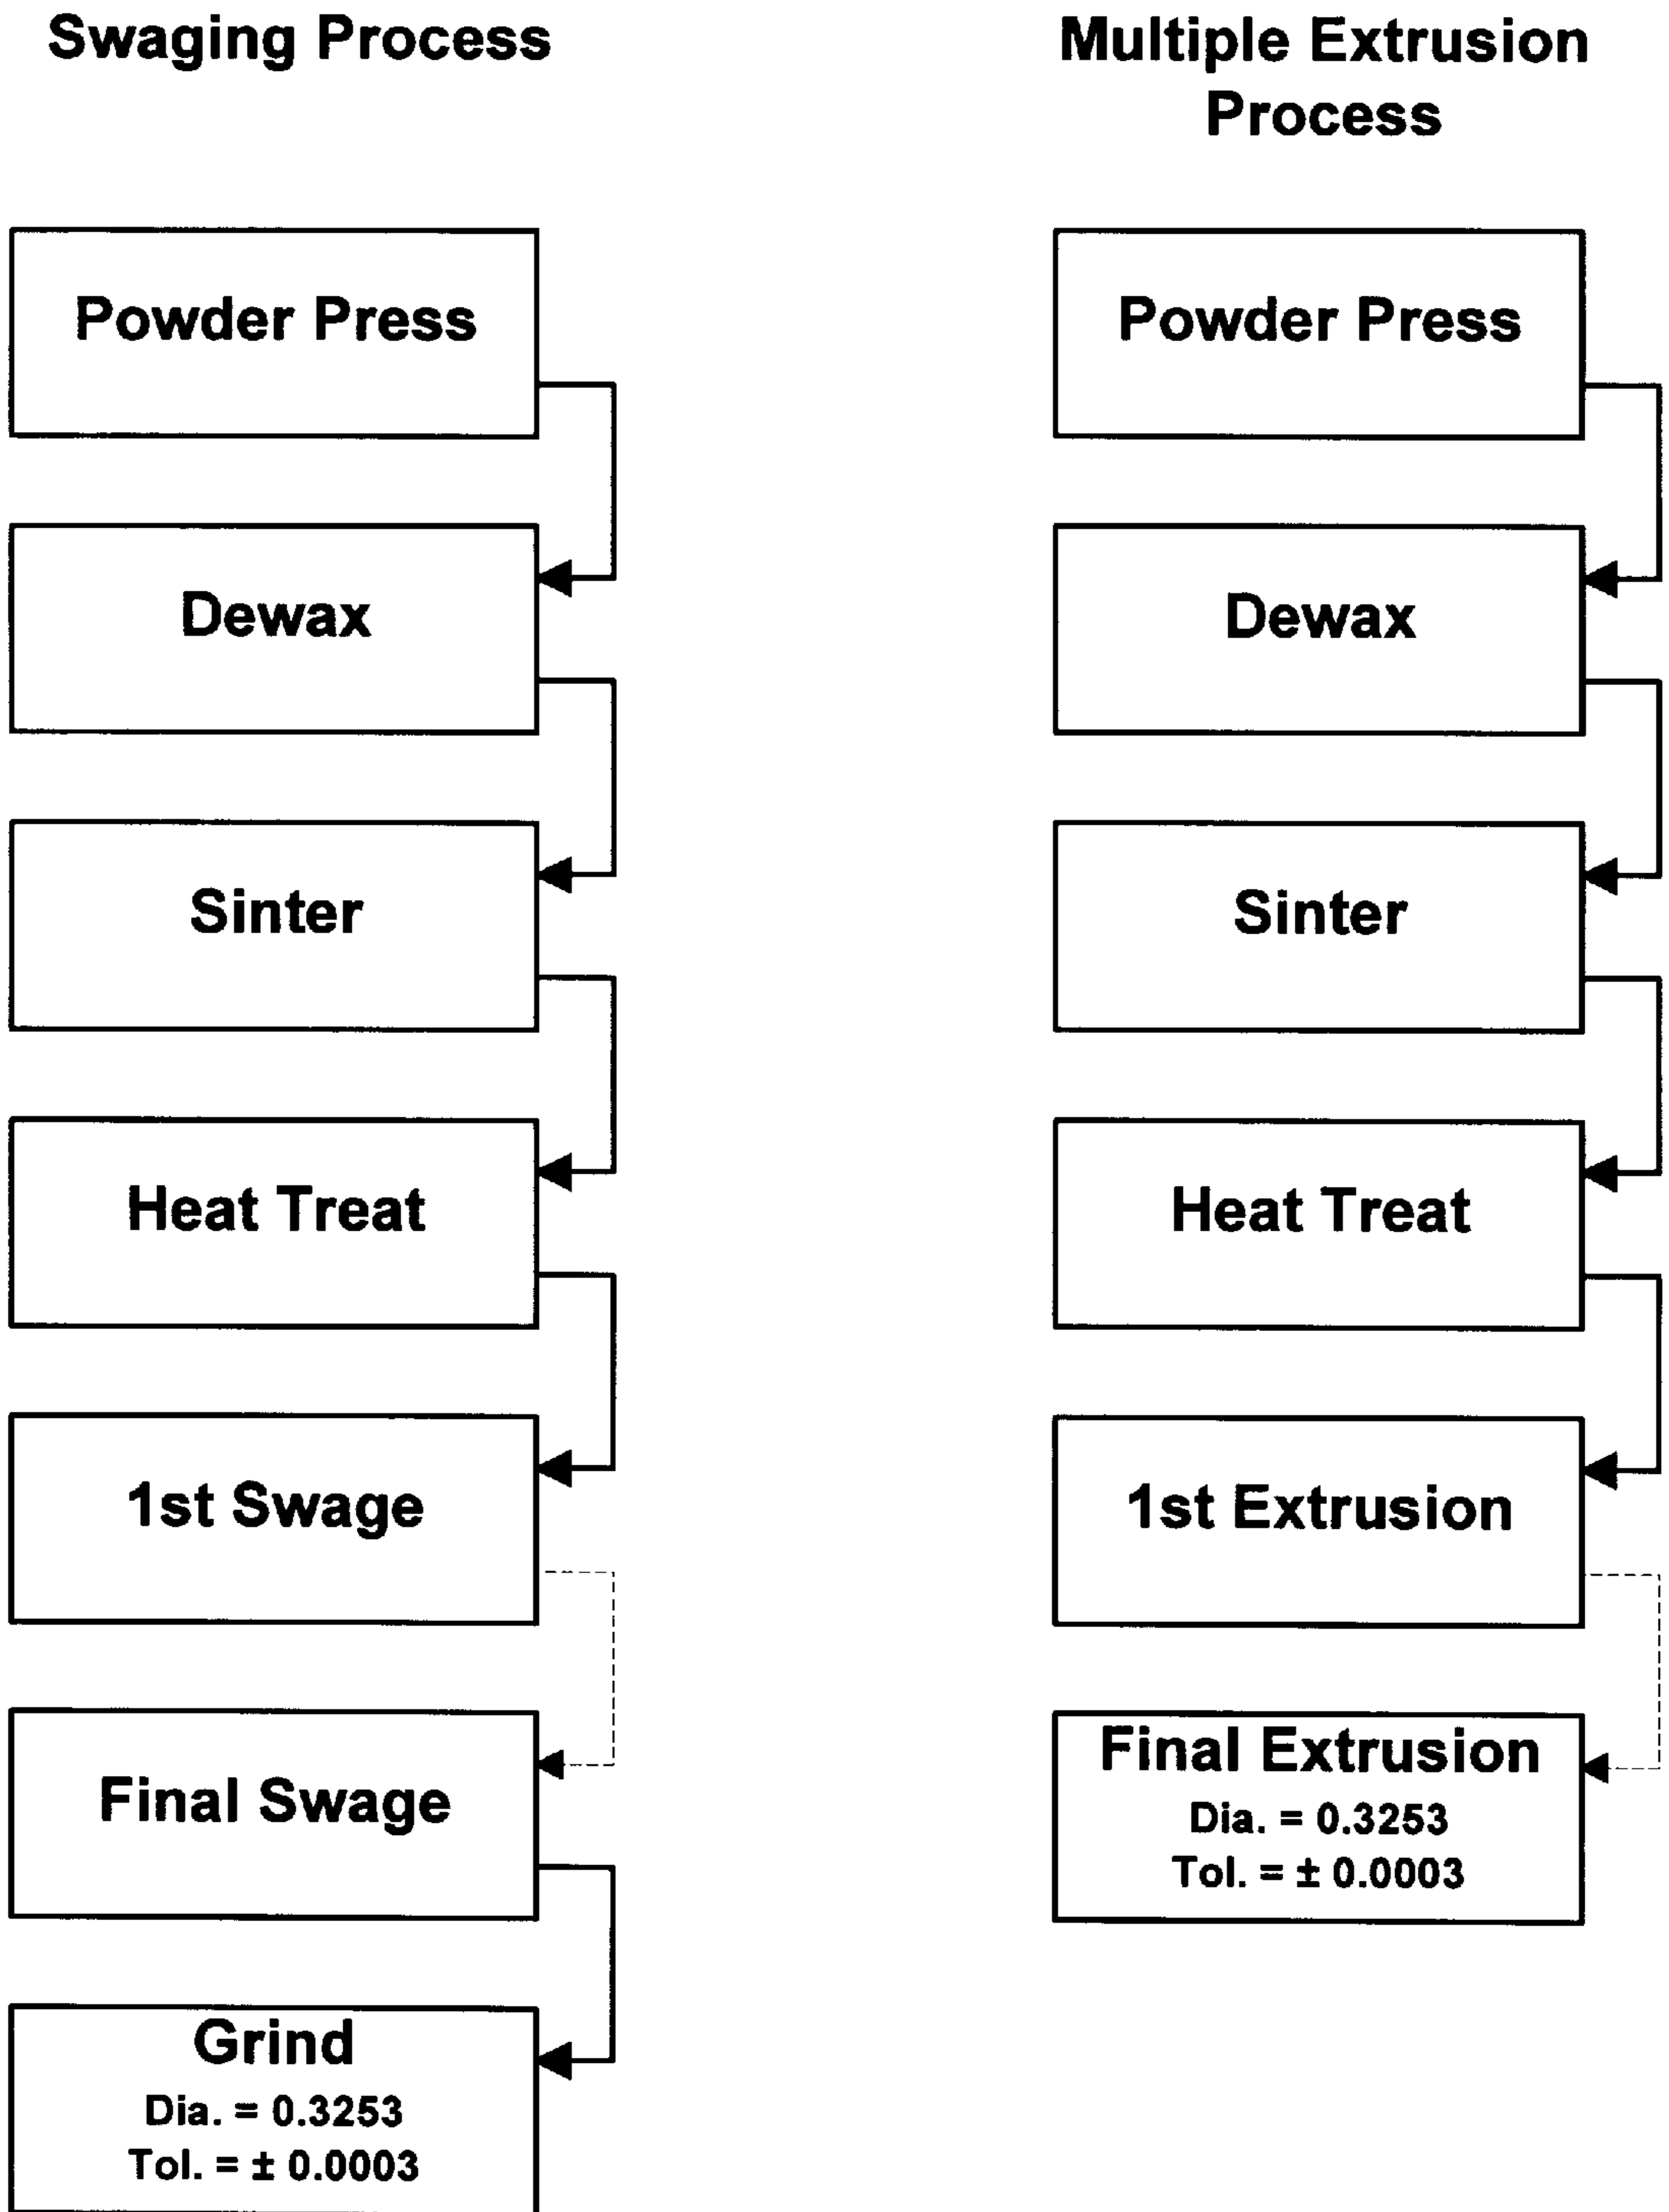 Swaging Process
Powder Press
Dewax
Sinter
Heat Treat
1st Swage
Final Swage
Grind
Dia. = 0.3253
Tol. = ± 0.0003
Multiple Extrusion
Process
Powder Press
Dewax
Sinter
Heat Treat
1st Extrusion
Final Extrusion
Dia. = 0.3253
Tol. = ± 0.0003